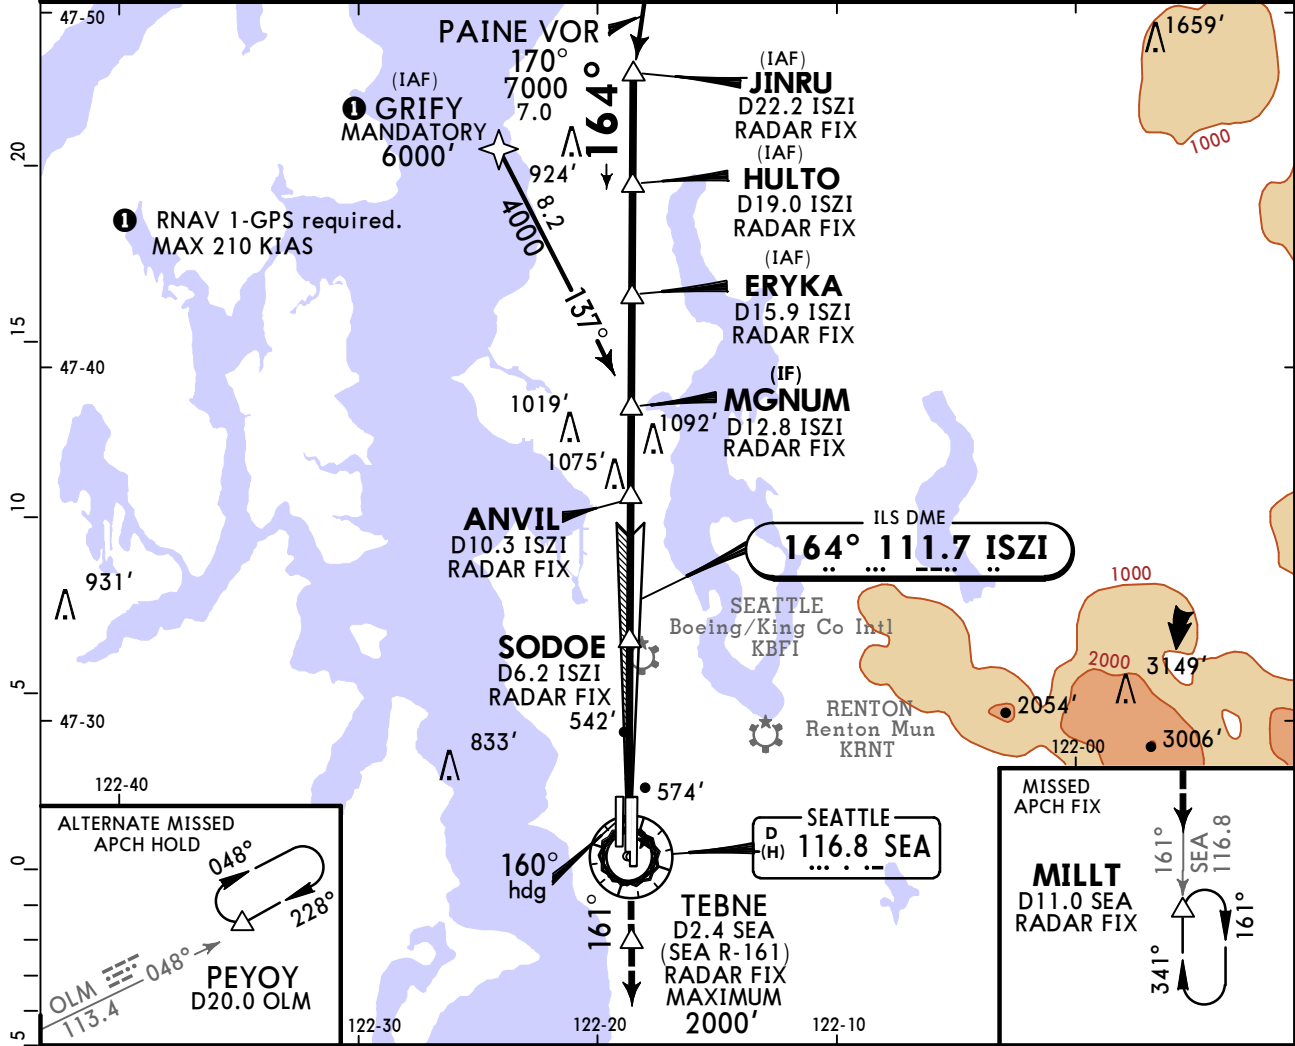 47-50
PAINE VOR
170°
7000
7.0
164°
(IAF)
❶ GRIFY
MANDATORY
6000'
924'
8.2
4000
137°
❶ RNAV 1-GPS required.
MAX 210 KIAS
(IAF)
JINRU
D22.2 ISZI
RADAR FIX
(IAF)
HULTO
D19.0 ISZI
RADAR FIX
(IAF)
ERYKA
D15.9 ISZI
RADAR FIX
(IF)
MGNUM
D12.8 ISZI
RADAR FIX
1659'
1000
20
15
47-40
1019'
1092'
1075'
10
ANVIL
D10.3 ISZI
RADAR FIX
ILS DME
164° 111.7 ISZI
931'
SEATTLE
Boeing/King Co Intl
KBFI
1000
2000
3149'
SODOE
D6.2 ISZI
RADAR FIX
542'
5
47-30
2054'
RENTON
Renton Mun
KRNT
122-00
3006'
833'
574'
122-40
ALTERNATE MISSED
APCH HOLD
048°
228°
OLM
048°
113.4
PEYOY
D20.0 OLM
0
5
160°
hdg
161°
SEATTLE
D
(H)
116.8 SEA
TEBNE
D2.4 SEA
(SEA R-161)
RADAR FIX
MAXIMUM
2000'
122-30
122-20
122-10
MISSED
APCH FIX
161°
SEA
116.8
MILLT
D11.0 SEA
RADAR FIX
161°
341°